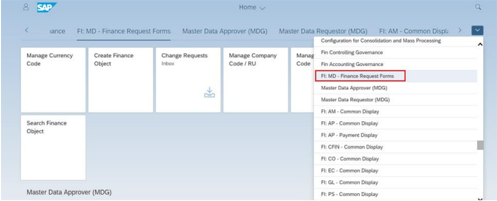 SAP
Home
ance
FI: MD - Finance Request Forms
Master Data Approver (MDG)
Master Data Requestor (MDG)
FI: AM - Common Displ
Manage Currency
Code
Create Finance
Object
Change Requests
Inbox
Manage Company
Code / RU
Manag
Code
Search Finance
Object
Master Data Approver (MDG)
Configuration for Consolidation and Mass Processing
Fin Controlling Governance
Fin Accounting Governance
FI: MD - Finance Request Forms
Master Data Approver (MDG)
Master Data Requestor (MDG)
FI: AM - Common Display
FI: AP - Common Display
FI: AP - Payment Display
FI: CFIN - Common Display
FI: CO - Common Display
FI: EC - Common Display
FI: GL - Common Display
FI: PS - Common Display